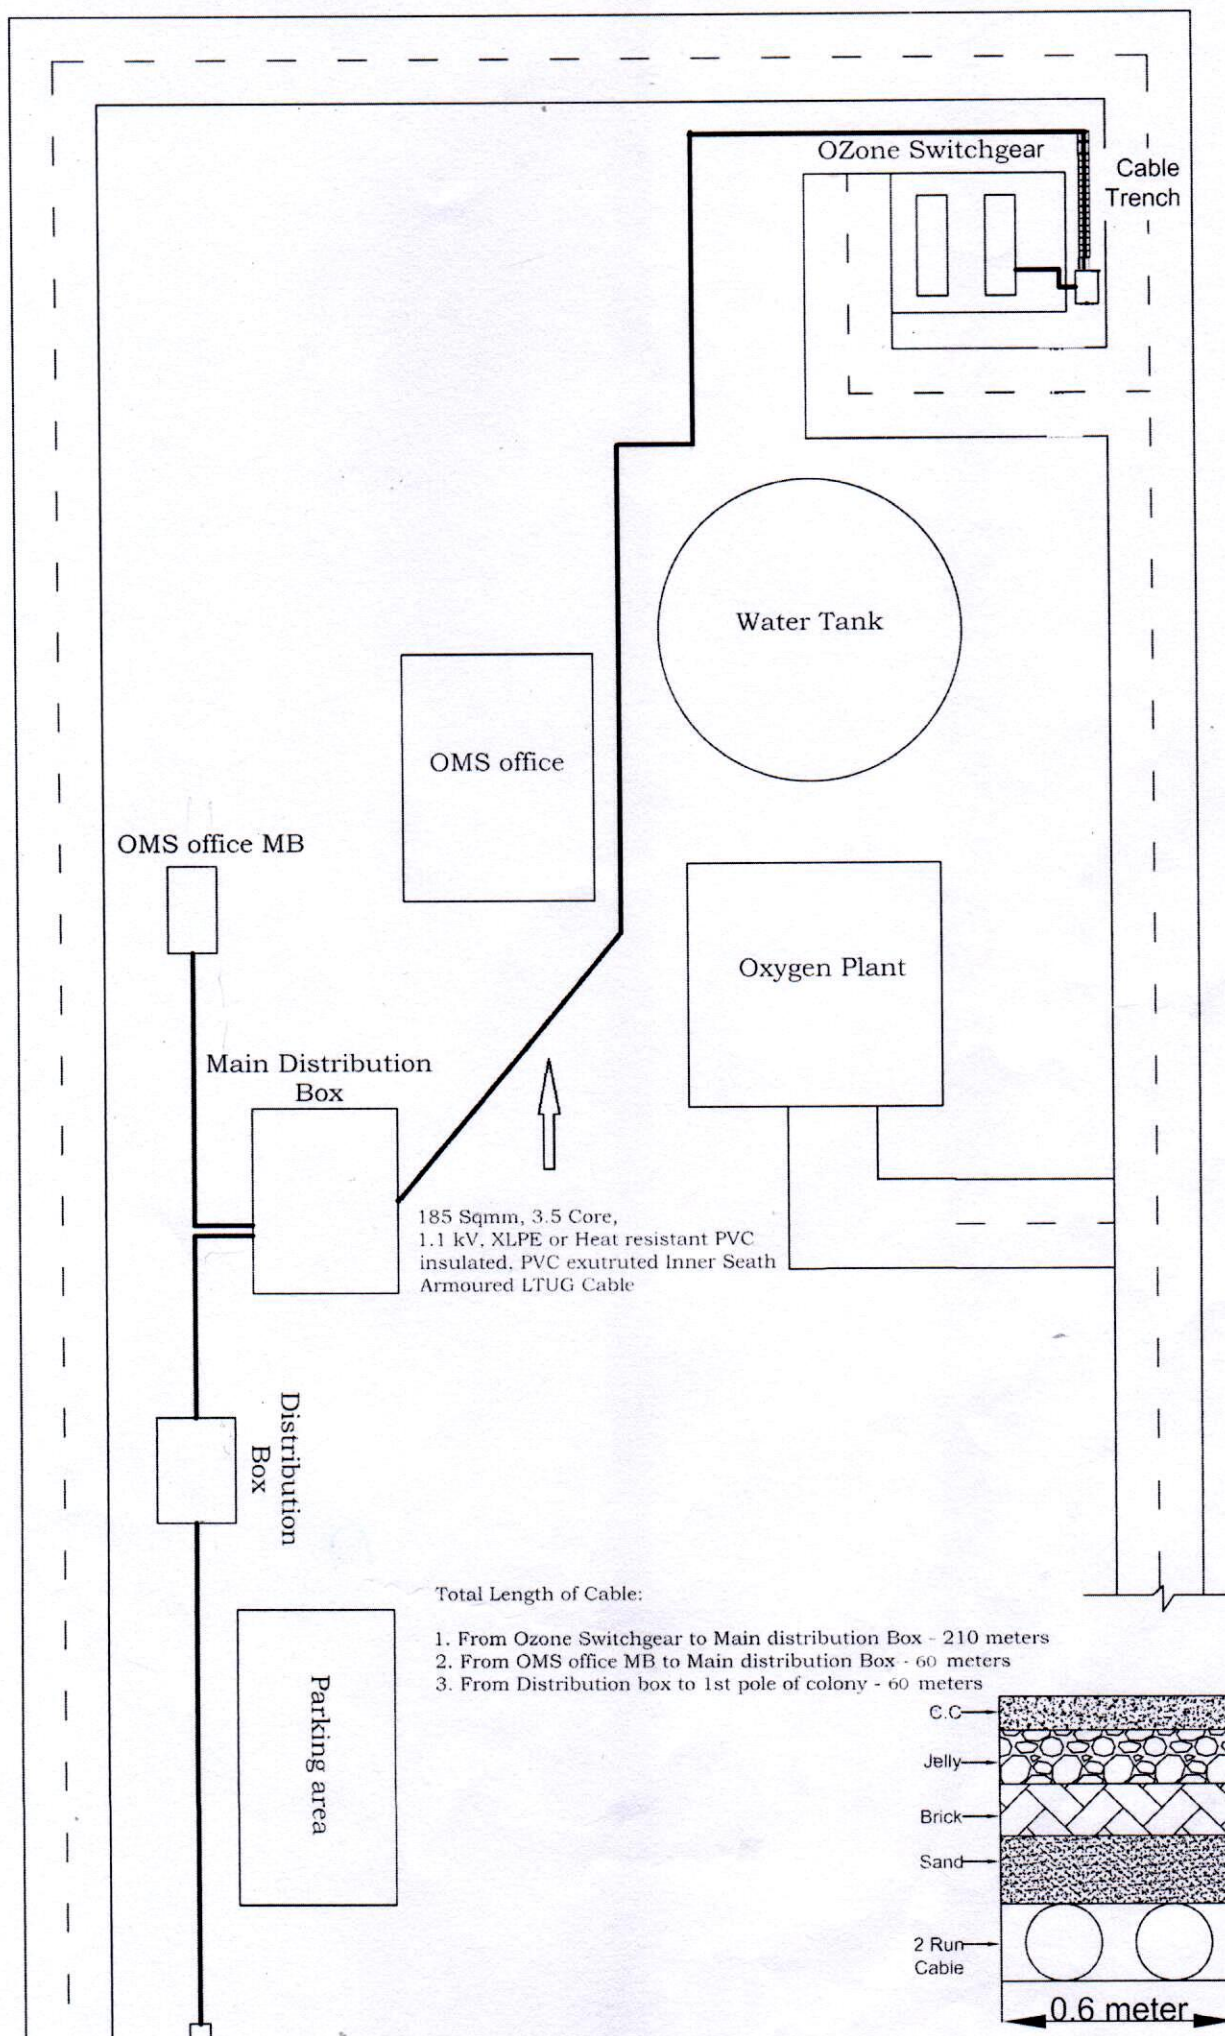 OZone Switchgear
Cable
Trench
Water Tank
OMS office
OMS office MB
Oxygen Plant
Main Distribution
Box
185 Sqmm, 3.5 Core,
1.1 kV, XLPE or Heat resistant PVC
insulated, PVC exutruted Inner Seath
Armoured LTUG Cable
Distribution
Box
Total Length of Cable:
1. From Ozone Switchgear to Main distribution Box - 210 meters
2. From OMS office MB to Main distribution Box - 60 meters
3. From Distribution box to 1st pole of colony - 60 meters
Parking area
C.C
Jelly
Brick
Sand
2 Run
Cable
0.6 meter